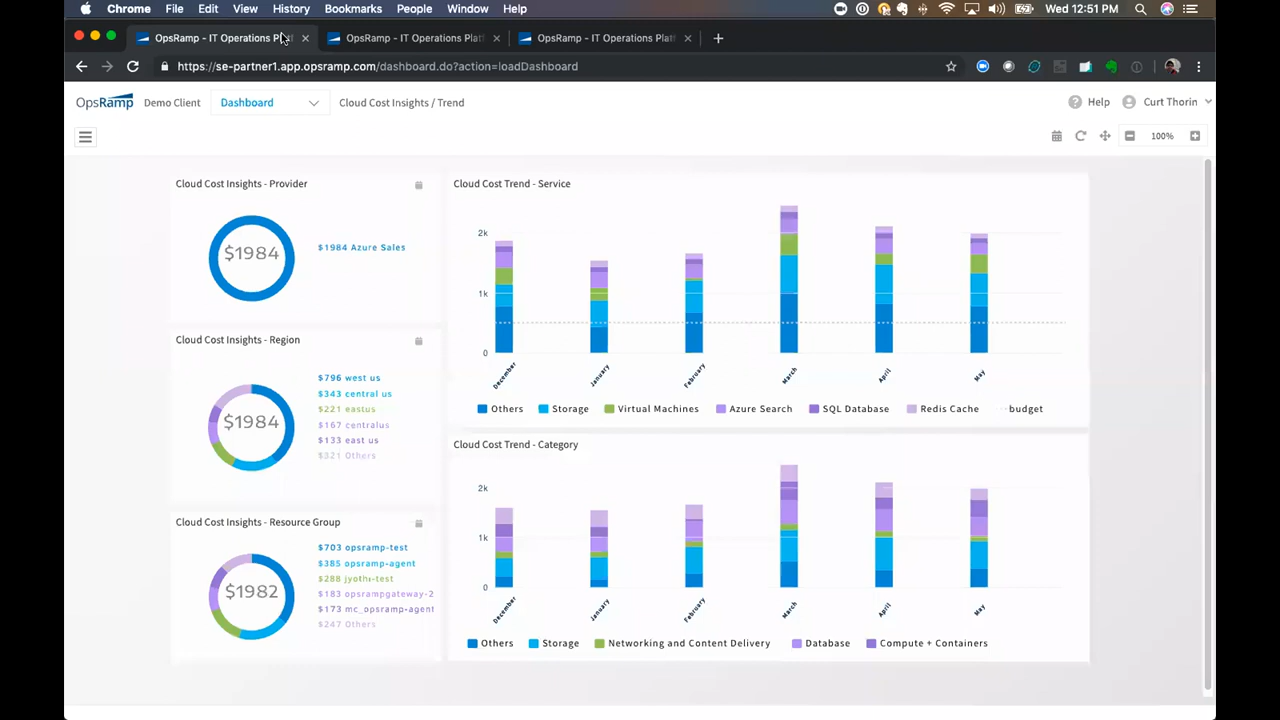 Chrome File Edit View History Bookmarks People Window Help Wed 12:51 PM
OpsRamp - IT Operations Pl
OpsRamp - IT Operations Plat
OpsRamp - IT Operations Plat
https://se-partner1.app.opsramp.com/dashboard.do?action=loadDashboard
OpsRamp Demo Client Dashboard Cloud Cost Insights / Trend Help Curt Thorin
100%
Cloud Cost Insights - Provider
$1984
$1984 Azure Sales
Cloud Cost Insights - Region
$1984
$796 west us
$343 central us
$221 eastus
$167 centralus
$133 east us
$321 Others
Cloud Cost Insights - Resource Group
$1982
$703 opsramp-test
$385 opsramp-agent
$288 jyothi-test
$183 opsrampgateway-2
$173 mc_opsramp-agent
$247 Others
Cloud Cost Trend - Service
2k
1k
0
December January February March April May
Others Storage Virtual Machines Azure Search SQL Database Redis Cache budget
Cloud Cost Trend - Category
2k
1k
0
December January February March April May
Others Storage Networking and Content Delivery Database Compute + Containers